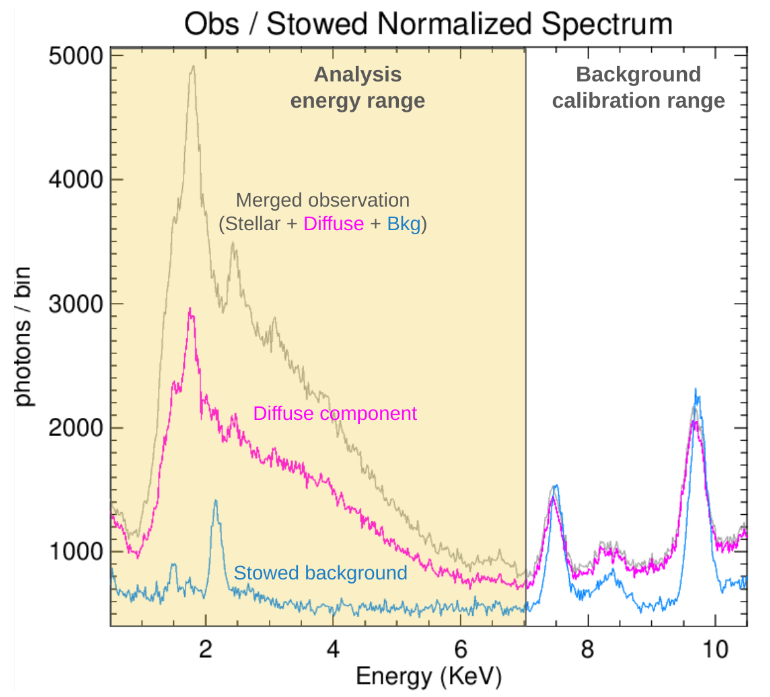 Obs / Stowed Normalized Spectrum
5000
4000
3000
2000
1000
photons / bin
Analysis
energy range
Background
calibration range
Merged observation
(Stellar + Diffuse + Bkg)
Diffuse component
Stowed background
2 4 6 8 10
Energy (KeV)